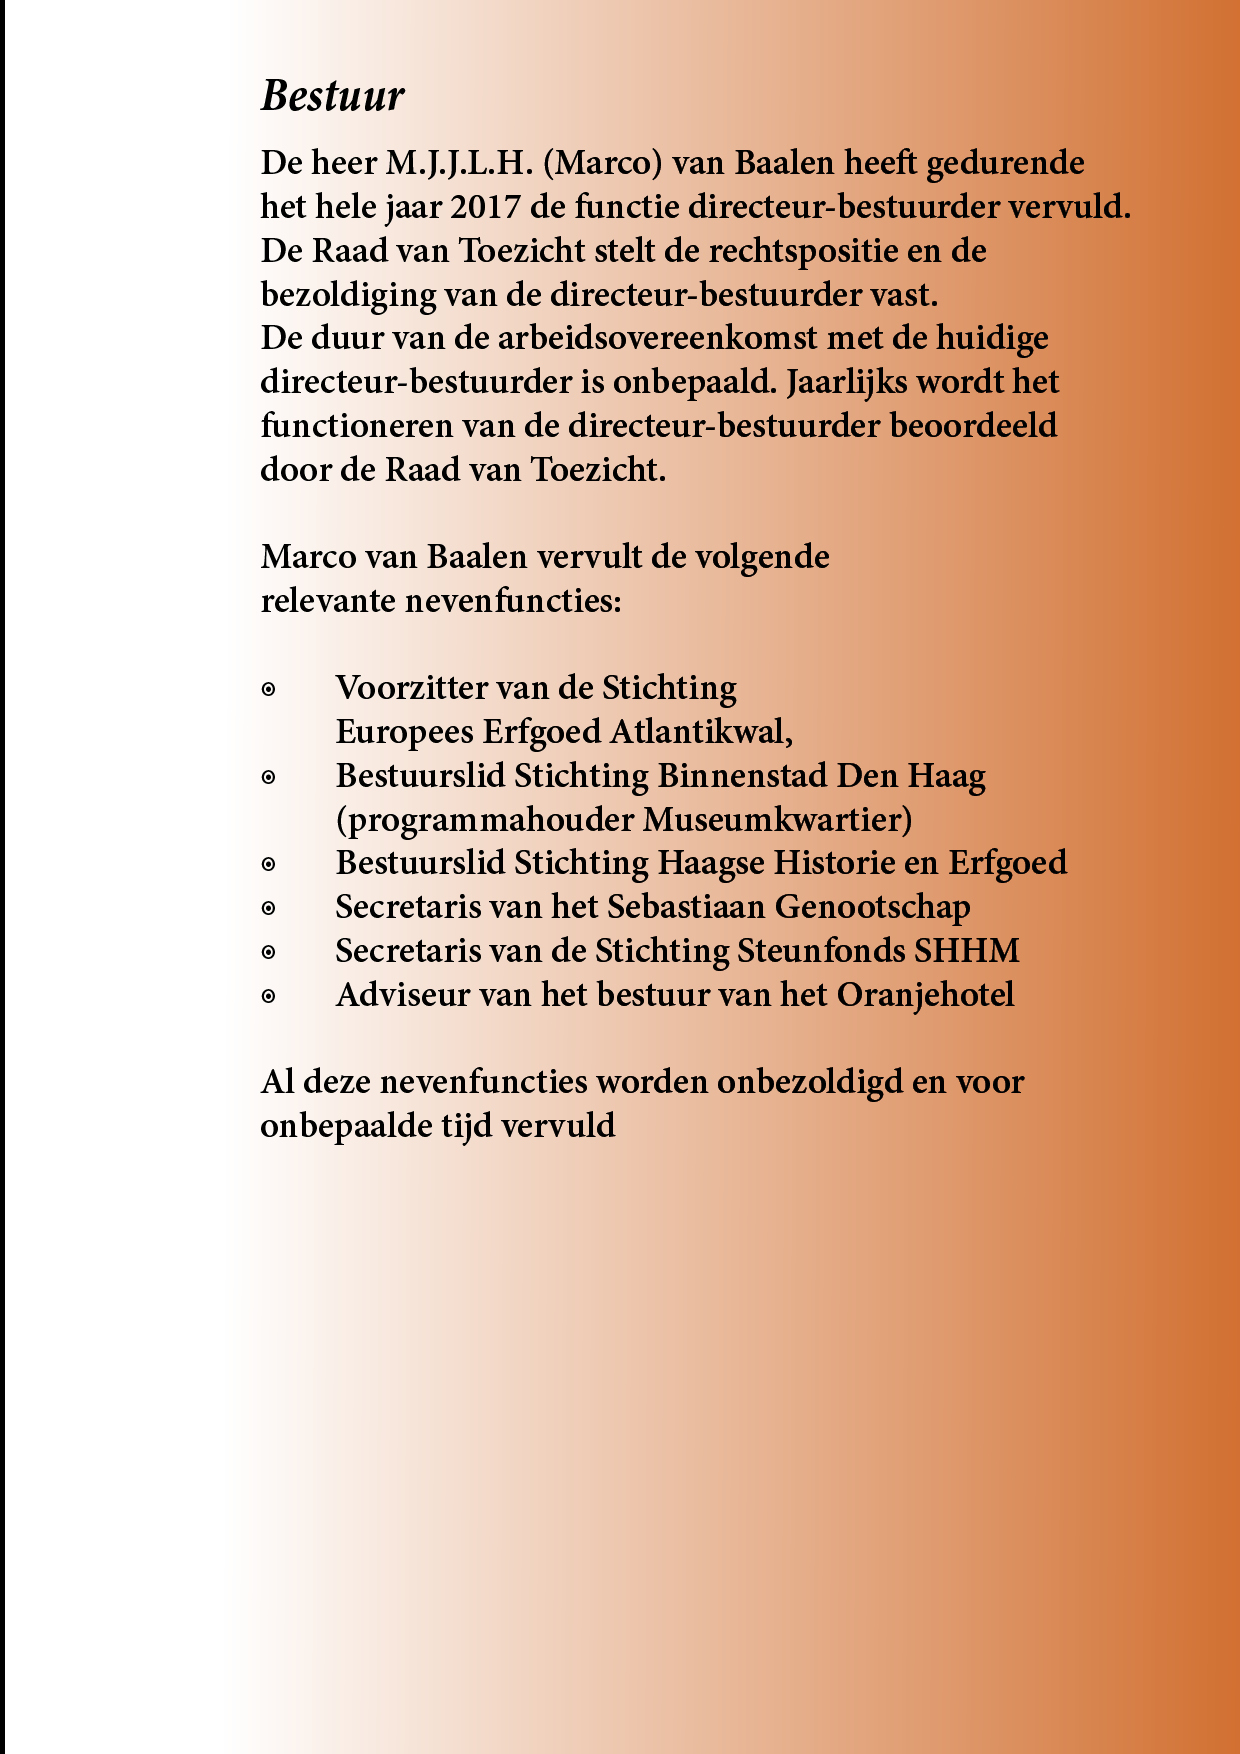 Bestuur
De heer M.J.J.L.H. (Marco) van Baalen heeft gedurende
het hele jaar 2017 de functie directeur-bestuurder vervuld.
De Raad van Toezicht stelt de rechtspositie en de
bezoldiging van de directeur-bestuurder vast.
De duur van de arbeidsovereenkomst met de huidige
directeur-bestuurder is onbepaald. Jaarlijks wordt het
functioneren van de directeur-bestuurder beoordeeld
door de Raad van Toezicht.
Marco van Baalen vervult de volgende
relevante nevenfuncties:
⊙ Voorzitter van de Stichting
Europees Erfgoed Atlantikwal,
⊙ Bestuurslid Stichting Binnenstad Den Haag
(programmahouder Museumkwartier)
⊙ Bestuurslid Stichting Haagse Historie en Erfgoed
⊙ Secretaris van het Sebastiaan Genootschap
⊙ Secretaris van de Stichting Steunfonds SHHM
⊙ Adviseur van het bestuur van het Oranjehotel
Al deze nevenfuncties worden onbezoldigd en voor
onbepaalde tijd vervuld